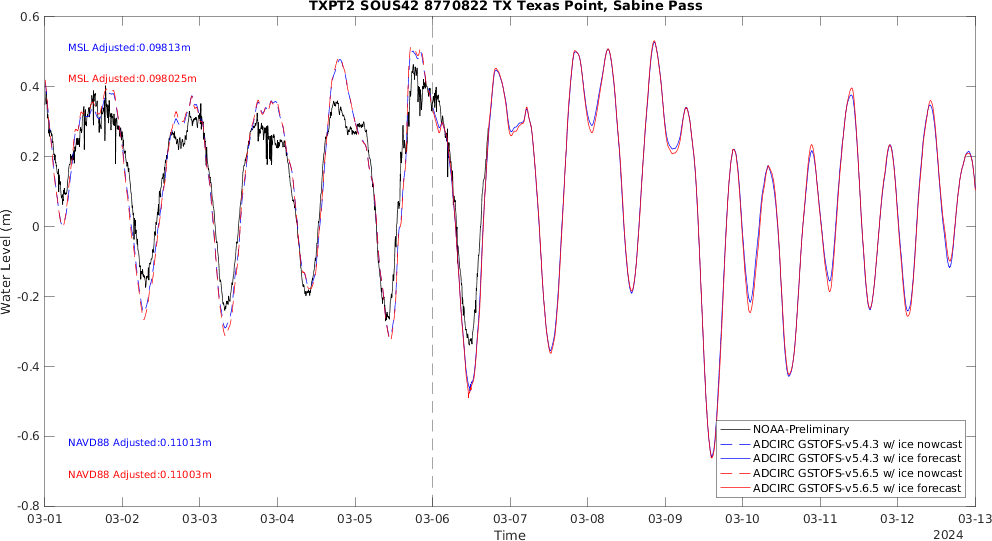 TXPT2 SOUS42 8770822 TX Texas Point, Sabine Pass
0.6
0.4
0.2
0
-0.2
-0.4
-0.6
-0.8
Water Level (m)
MSL Adjusted:0.09813m
MSL Adjusted:0.098025m
NAVD88 Adjusted:0.11013m
NAVD88 Adjusted:0.11003m
NOAA-Preliminary
ADCIRC GSTOFS-v5.4.3 w/ ice nowcast
ADCIRC GSTOFS-v5.4.3 w/ ice forecast
ADCIRC GSTOFS-v5.6.5 w/ ice nowcast
ADCIRC GSTOFS-v5.6.5 w/ ice forecast
03-01 03-02 03-03 03-04 03-05 03-06 03-07 03-08 03-09 03-10 03-11 03-12 03-13
Time
2024